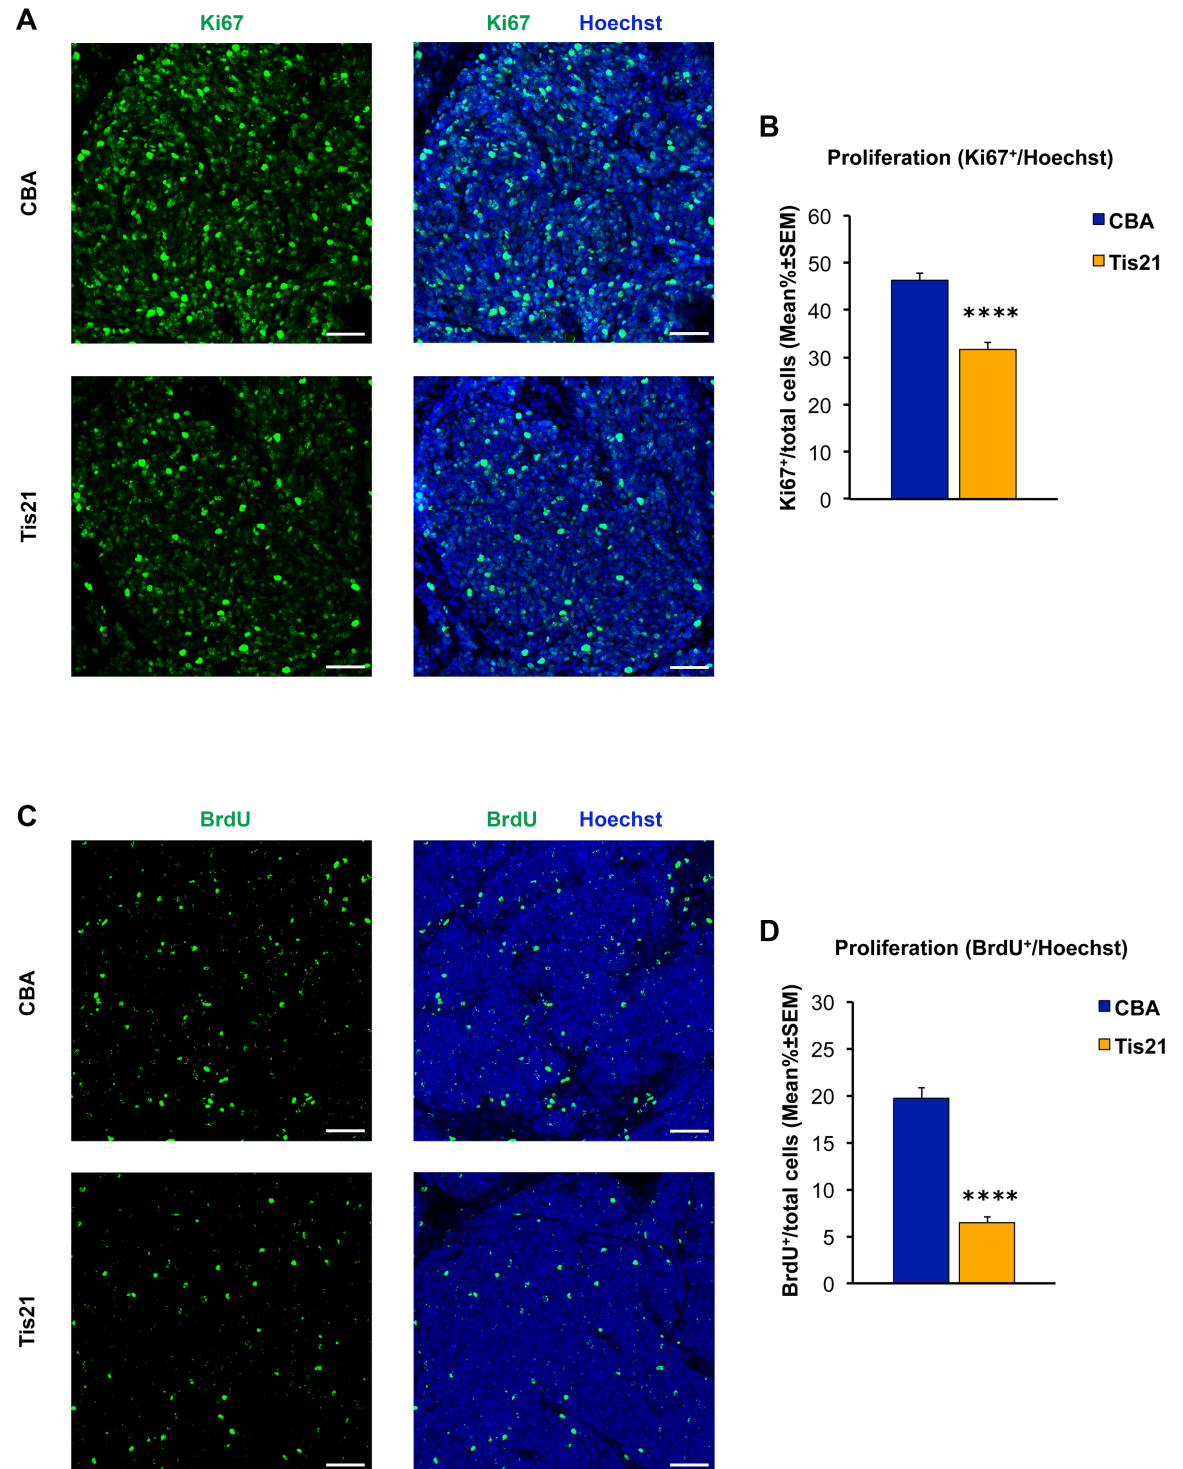 A
Ki67
Ki67 Hoechst
CBA
Tis21
B
Proliferation (Ki67⁺/Hoechst)
Ki67⁺/total cells (Mean%±SEM)
60
50
40
30
20
10
0
****
CBA
Tis21
C
BrdU
BrdU Hoechst
CBA
Tis21
D
Proliferation (BrdU⁺/Hoechst)
BrdU⁺/total cells (Mean%±SEM)
30
25
20
15
10
5
0
****
CBA
Tis21